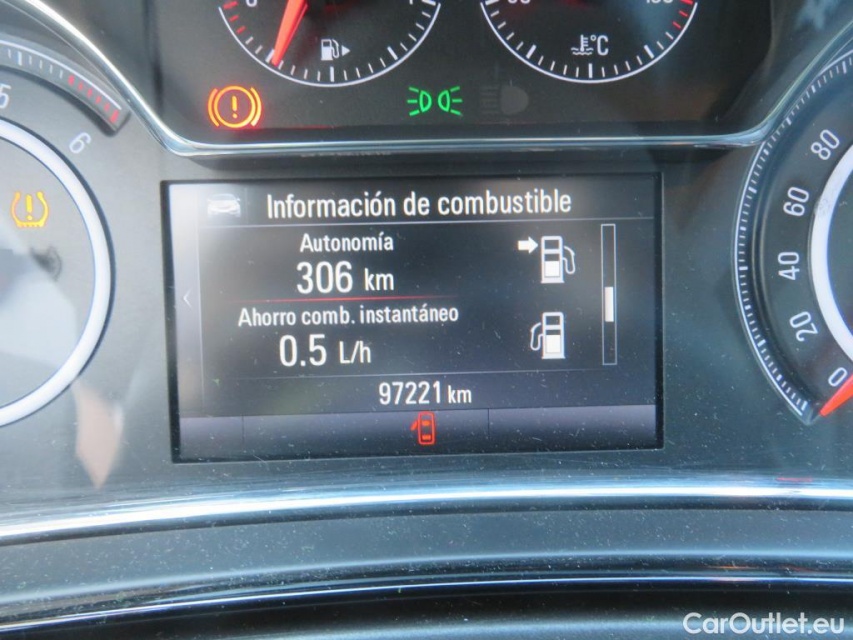 °C
5
6
Información de combustible
Autonomía
306 km
Ahorro comb. instantáneo
0.5 L/h
97221 km
80
60
40
20
0
CarOutlet.eu